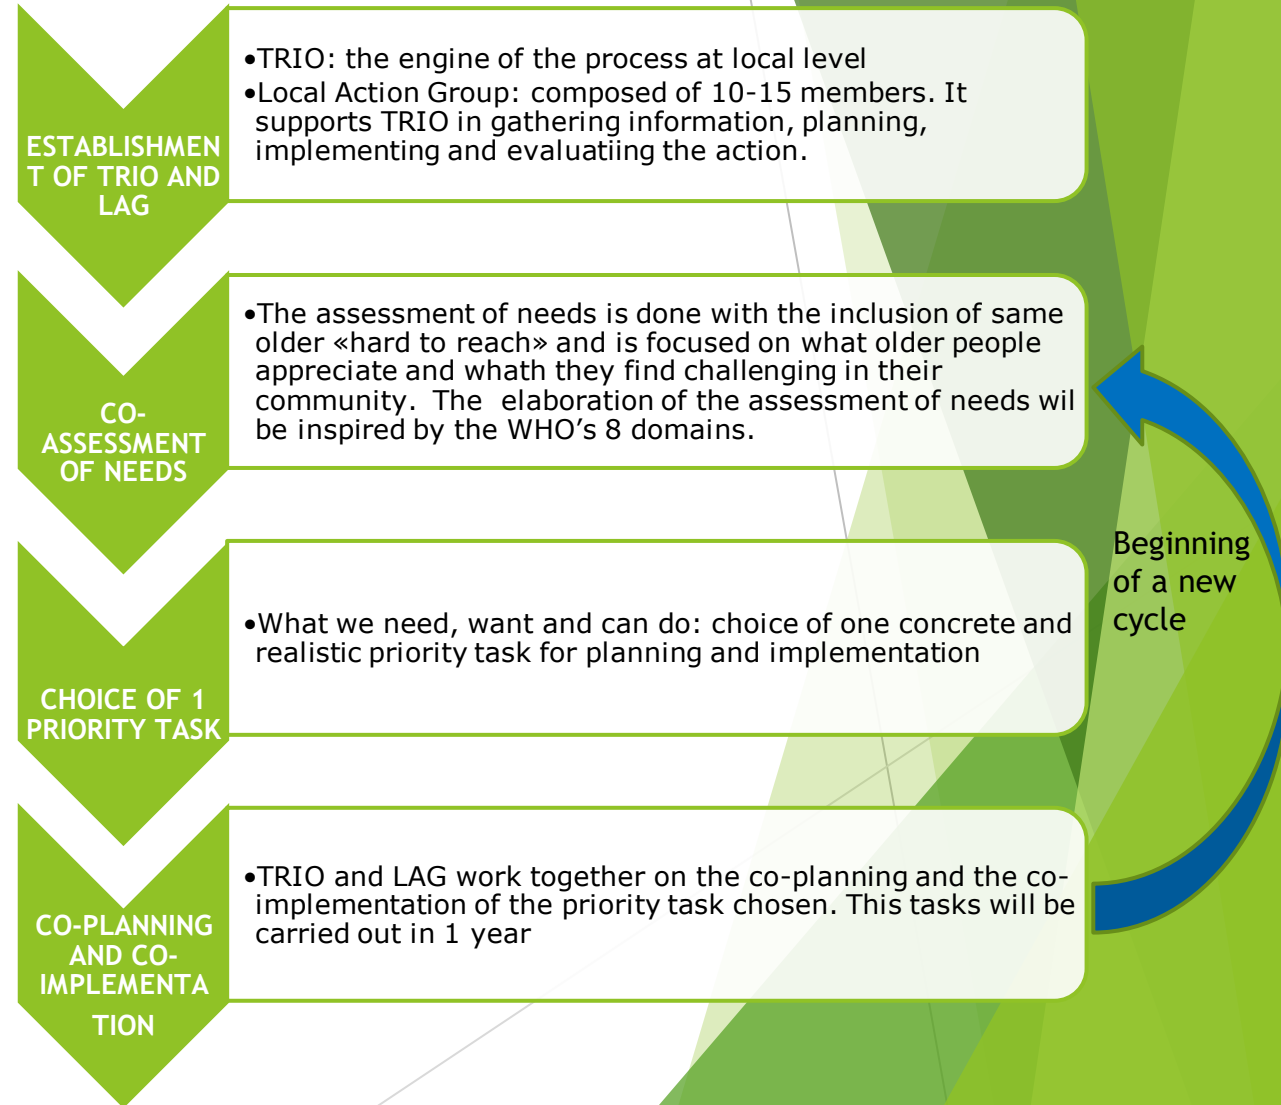 ESTABLISHMEN
T OF TRIO AND
LAG
•TRIO: the engine of the process at local level
•Local Action Group: composed of 10-15 members. It
supports TRIO in gathering information, planning,
implementing and evaluatiing the action.
CO-
ASSESSMENT
OF NEEDS
•The assessment of needs is done with the inclusion of same
older «hard to reach» and is focused on what older people
appreciate and whath they find challenging in their
community.  The  elaboration of the assessment of needs wil
be inspired by the WHO’s 8 domains.
CHOICE OF 1
PRIORITY TASK
•What we need, want and can do: choice of one concrete and
realistic priority task for planning and implementation
CO-PLANNING
AND CO-
IMPLEMENTA
TION
•TRIO and LAG work together on the co-planning and the co-
implementation of the priority task chosen. This tasks will be
carried out in 1 year
Beginning
of a new
cycle